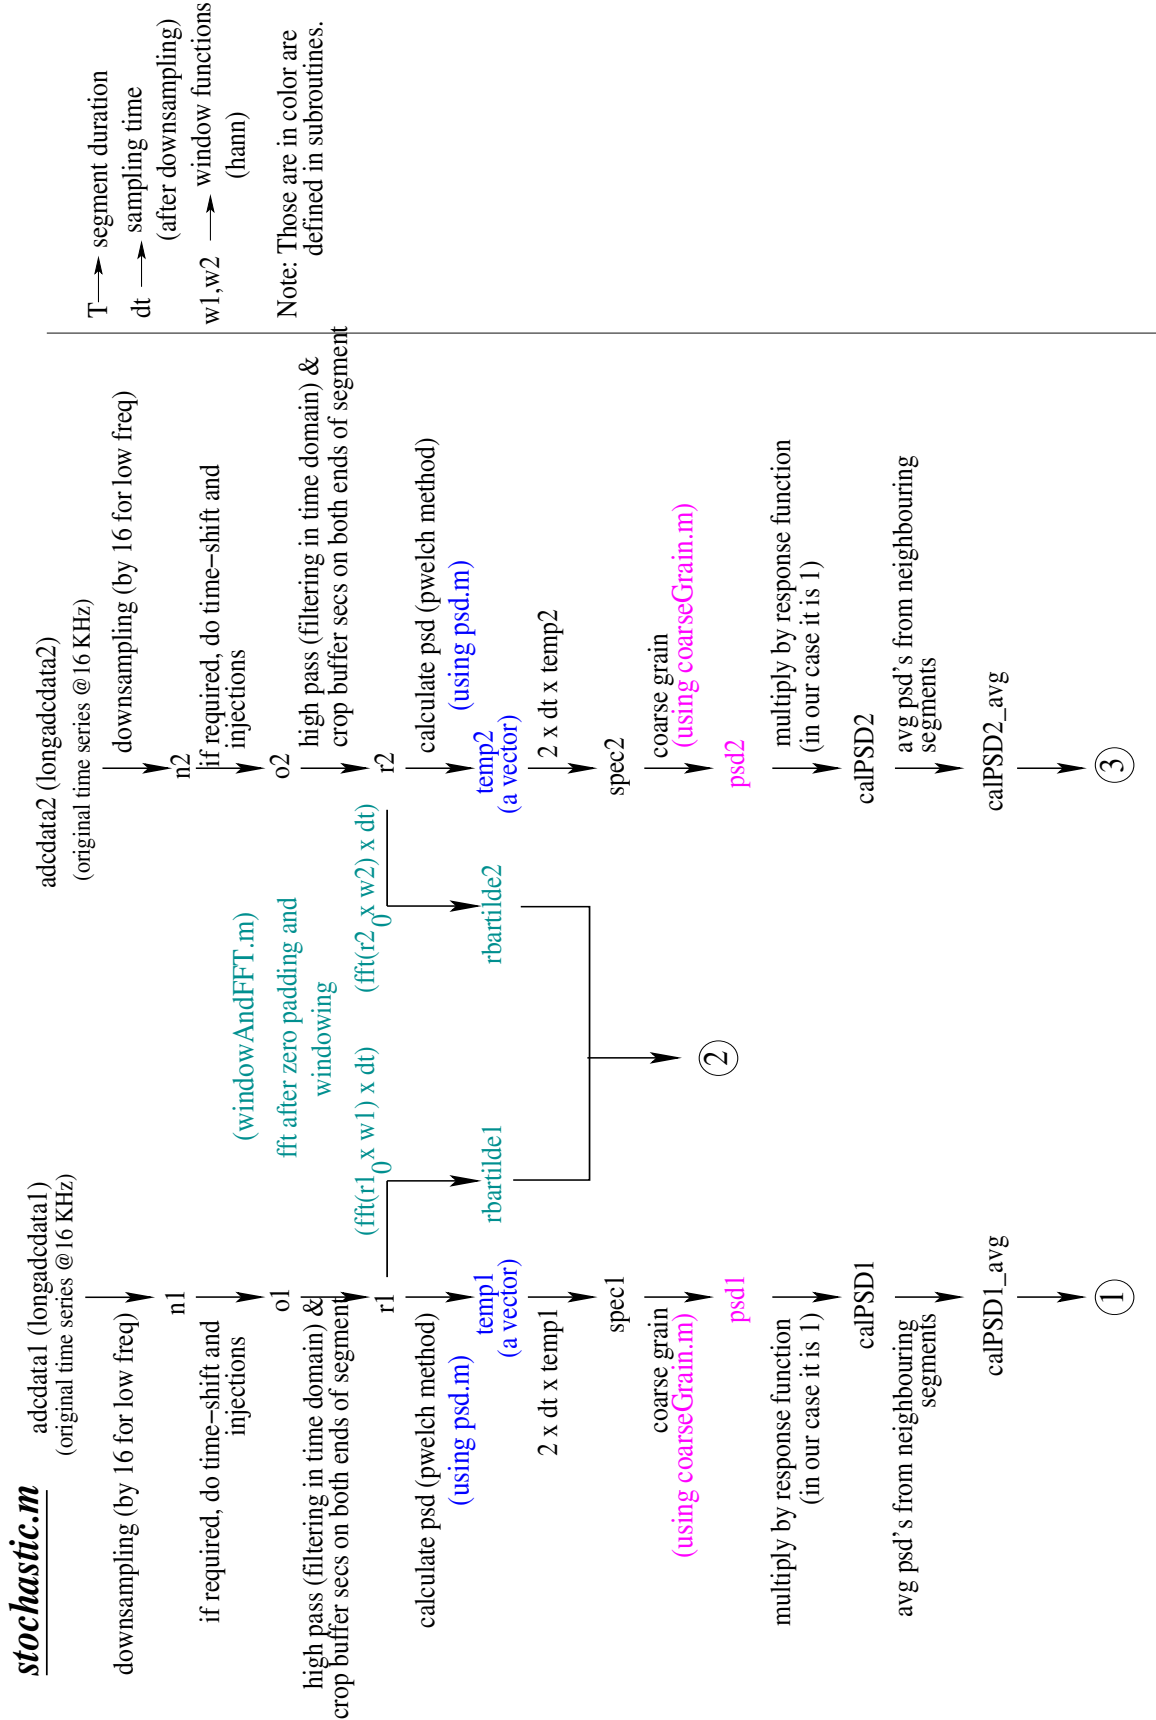 stochastic.m
adcdata1 (longadcdata1)
(original time series @16 KHz)
downsampling (by 16 for low freq)
n1
if required, do time−shift and
injections
o1
high pass (filtering in time domain) &
crop buffer secs on both ends of segment
r1
calculate psd (pwelch method)
(using psd.m)
temp1
(a vector)
2 x dt x temp1
spec1
coarse grain
(using coarseGrain.m)
psd1
multiply by response function
(in our case it is 1)
calPSD1
avg psd's from neighbouring
segments
calPSD1_avg
1
(windowAndFFT.m)
fft after zero padding and
windowing
(fft(r1_0 x w1) x dt)
(fft(r2_0 x w2) x dt)
rbartilde1
rbartilde2
2
adcdata2 (longadcdata2)
(original time series @16 KHz)
downsampling (by 16 for low freq)
n2
if required, do time−shift and
injections
o2
high pass (filtering in time domain) &
crop buffer secs on both ends of segment
r2
calculate psd (pwelch method)
(using psd.m)
temp2
(a vector)
2 x dt x temp2
spec2
coarse grain
(using coarseGrain.m)
psd2
multiply by response function
(in our case it is 1)
calPSD2
avg psd's from neighbouring
segments
calPSD2_avg
3
T → segment duration
dt → sampling time
(after downsampling)
w1,w2 → window functions
(hann)
Note: Those are in color are
defined in subroutines.